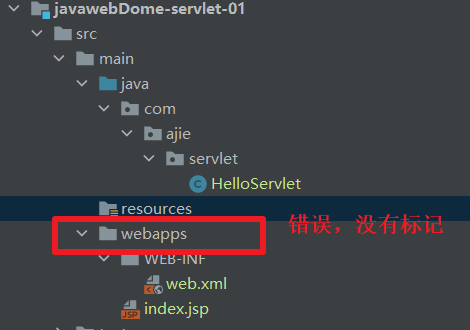 javawebDome-servlet-01
src
main
java
com
ajie
servlet
HelloServlet
resources
webapps
错误，没有标记
WEB-INF
web.xml
index.jsp